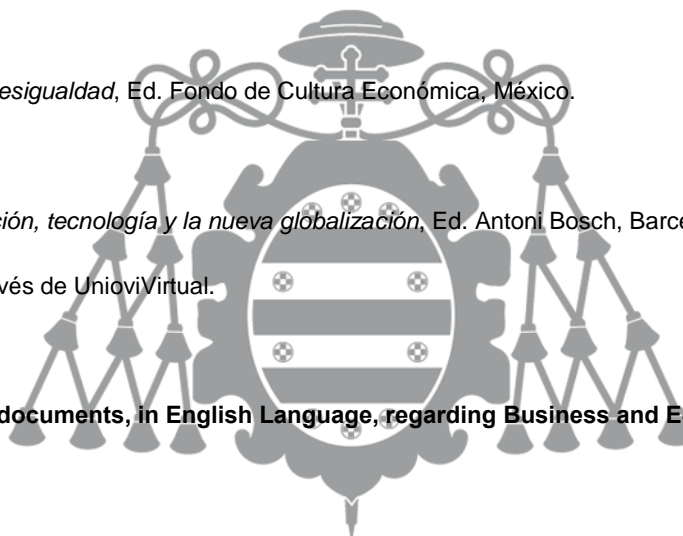 esigualdad, Ed. Fondo de Cultura Económica, México.
ción, tecnología y la nueva globalización, Ed. Antoni Bosch, Barce
vés de UnioviVirtual.
documents, in English Language, regarding Business and E